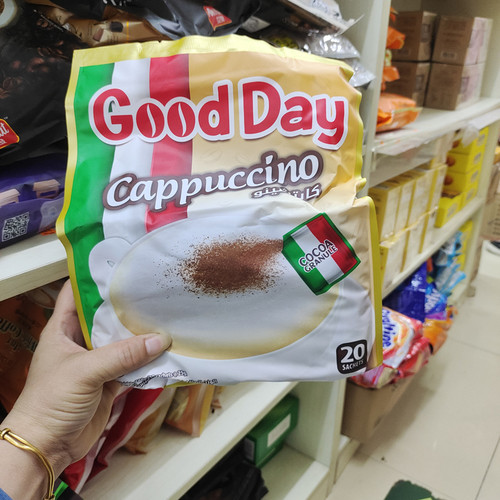 Good Day
Cappuccino
كابتشينو
COCOA
GRANULE
20
SACHETS